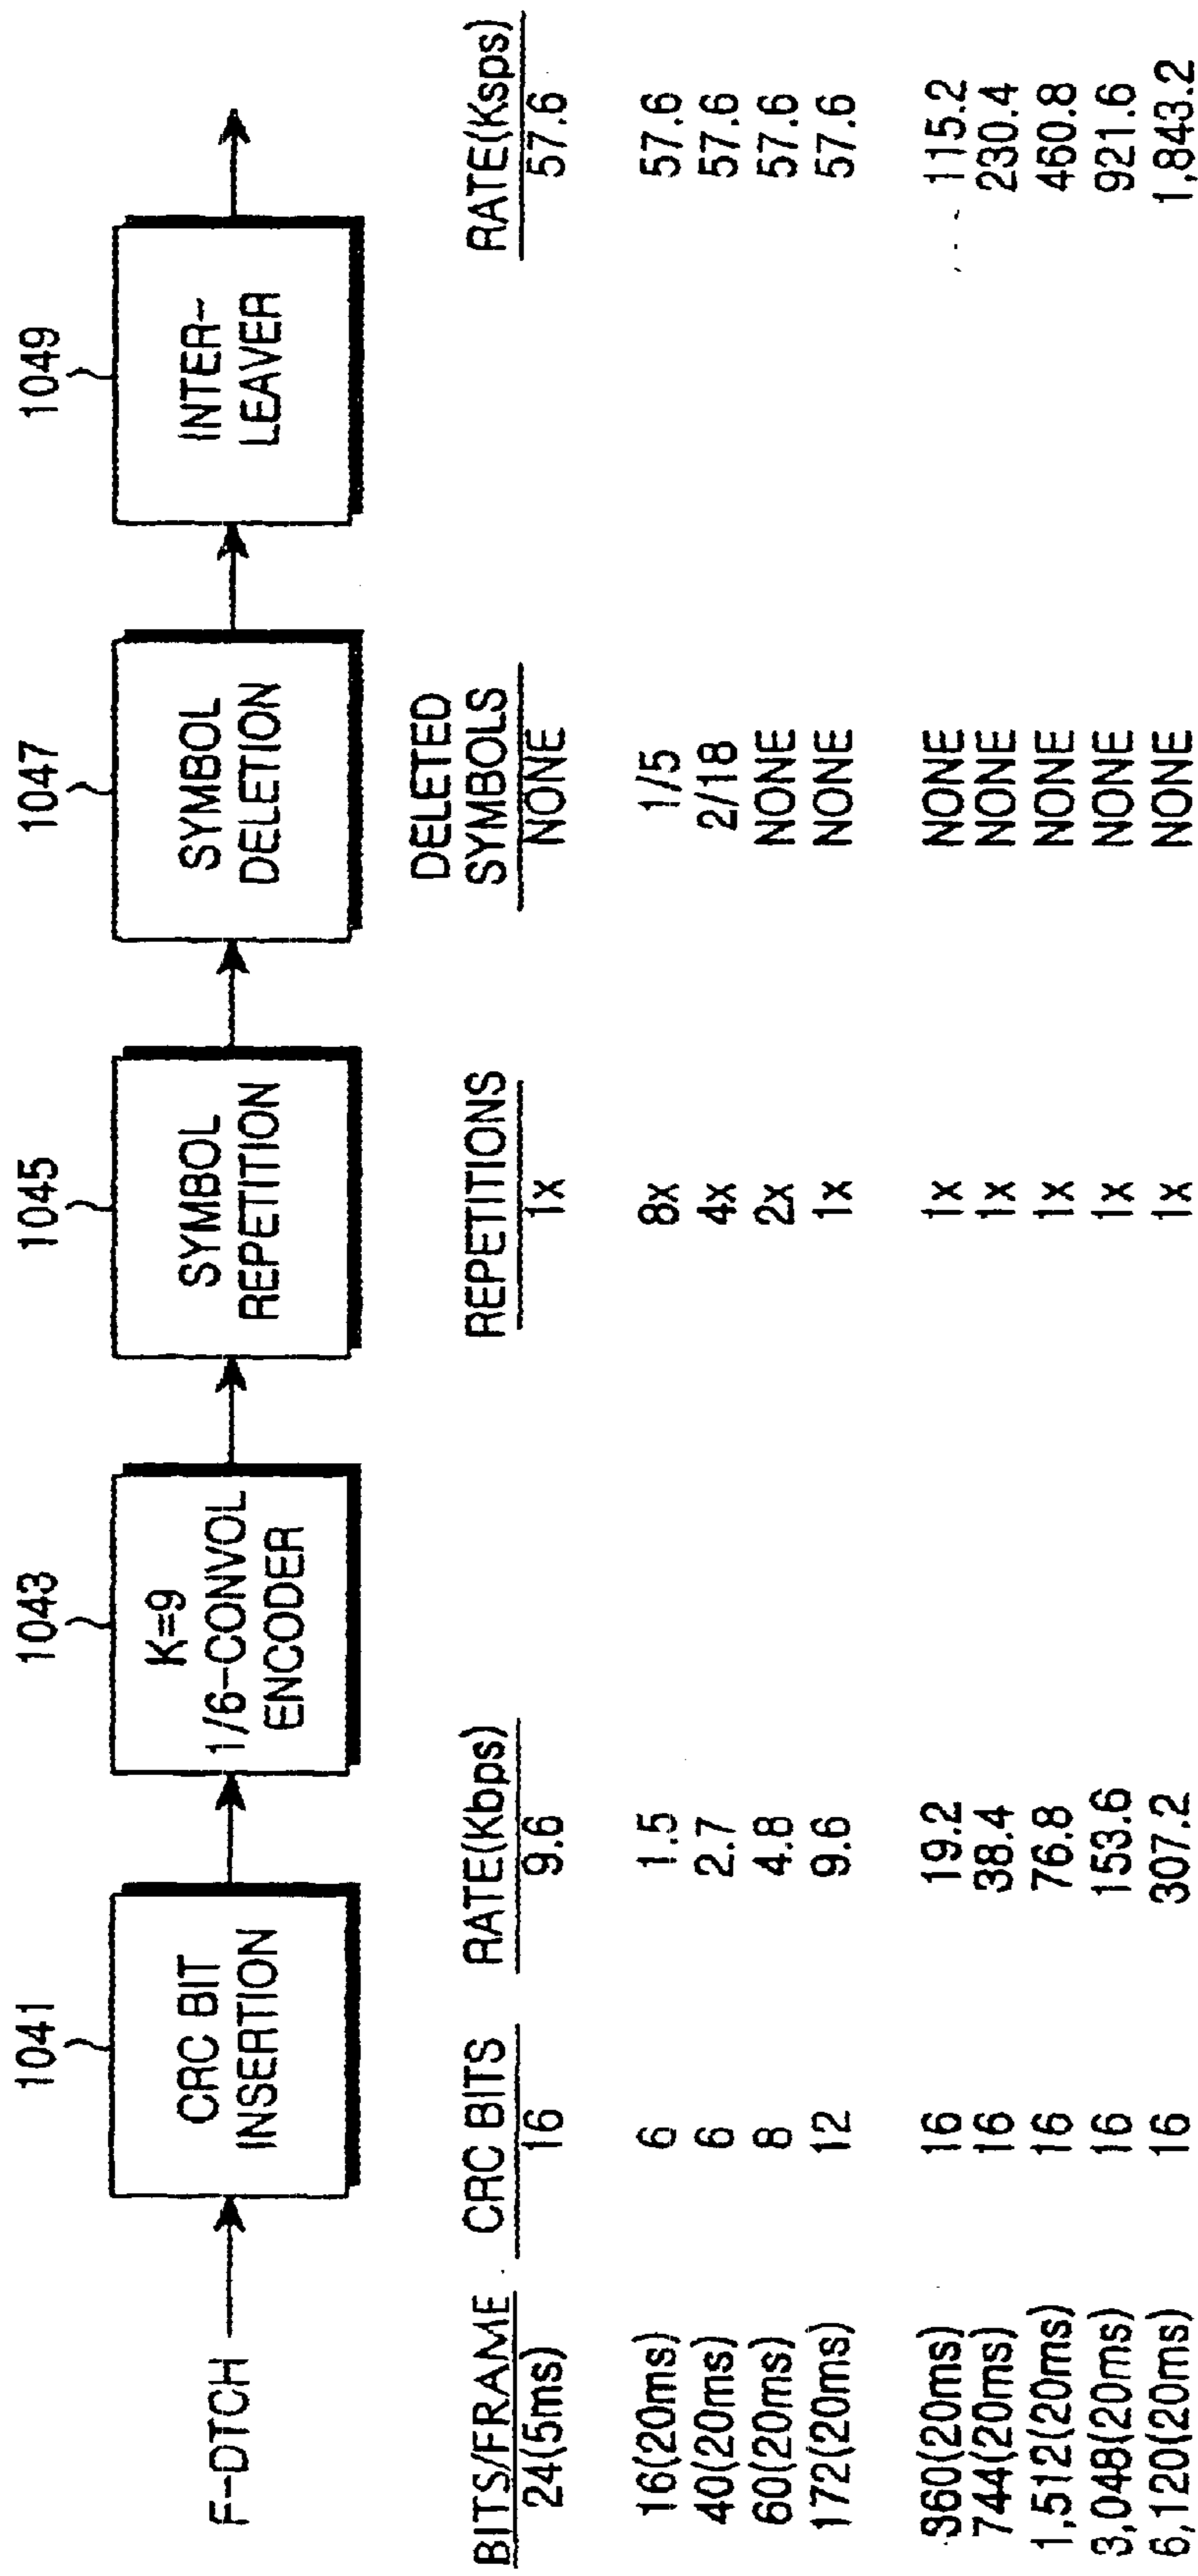 1041
1043
1045
1047
1049
F-DTCH
CRC BIT
INSERTION
K=9
1/6-CONVOL
ENCODER
SYMBOL
REPETITION
SYMBOL
DELETION
INTER-
LEAVER
BITS/FRAME CRC BITS RATE(Kbps) REPETITIONS DELETED
SYMBOLS RATE(Ksps)
24(5ms) 16 9.6 1x NONE 57.6
16(20ms) 6 1.5 8x 1/5 57.6
40(20ms) 6 2.7 4x 2/18 57.6
60(20ms) 8 4.8 2x NONE 57.6
172(20ms) 12 9.6 1x NONE 57.6
360(20ms) 16 19.2 1x NONE 115.2
744(20ms) 16 38.4 1x NONE 230.4
1,512(20ms) 16 76.8 1x NONE 460.8
3,048(20ms) 16 153.6 1x NONE 921.6
6,120(20ms) 16 307.2 1x NONE 1,843.2